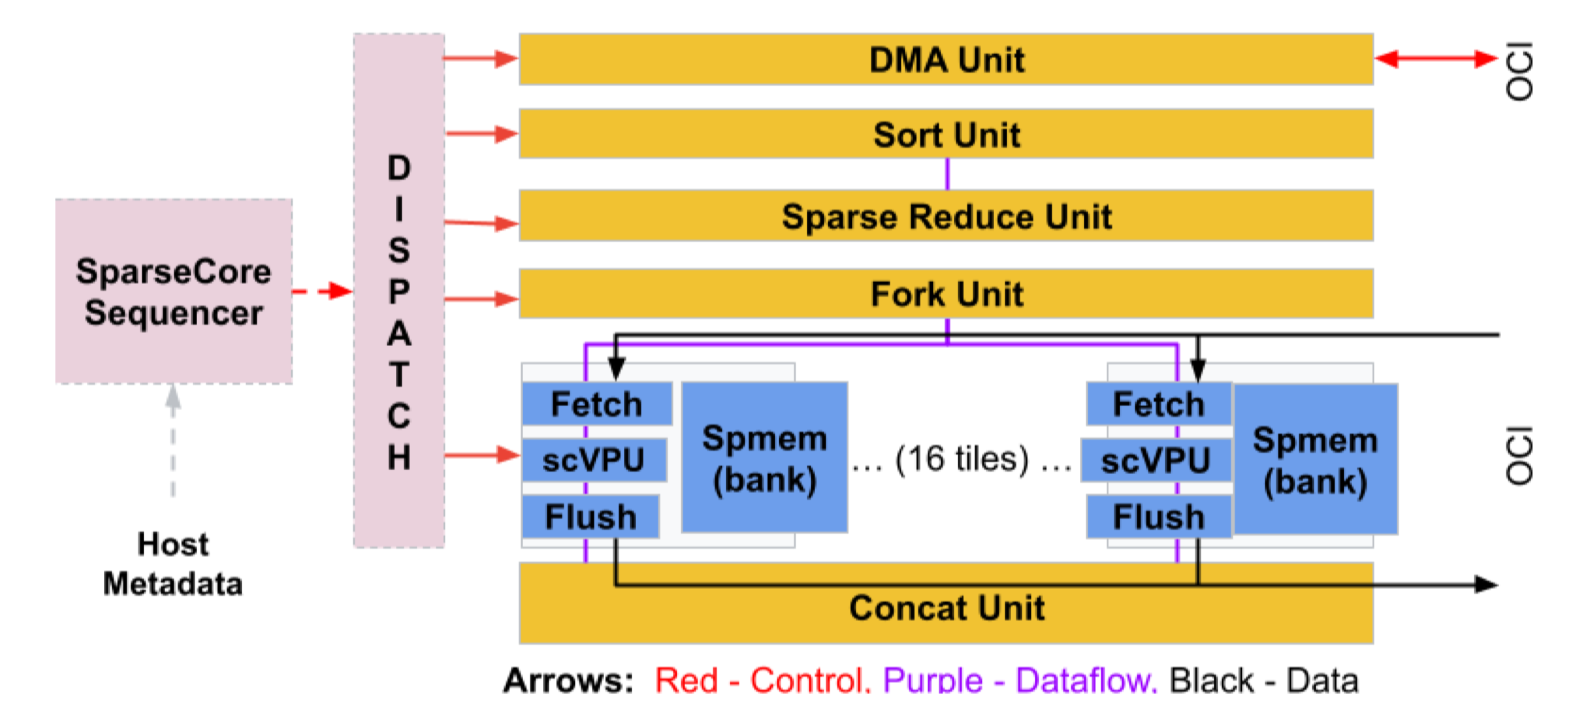 DMA Unit
OCI
Sort Unit
D
I
S
P
A
T
C
H
Sparse Reduce Unit
SparseCore
Sequencer
Fork Unit
Fetch
scVPU
Flush
Spmem
(bank)
... (16 tiles) ...
Fetch
scVPU
Flush
Spmem
(bank)
OCI
Host
Metadata
Concat Unit
Arrows: Red - Control, Purple - Dataflow, Black - Data